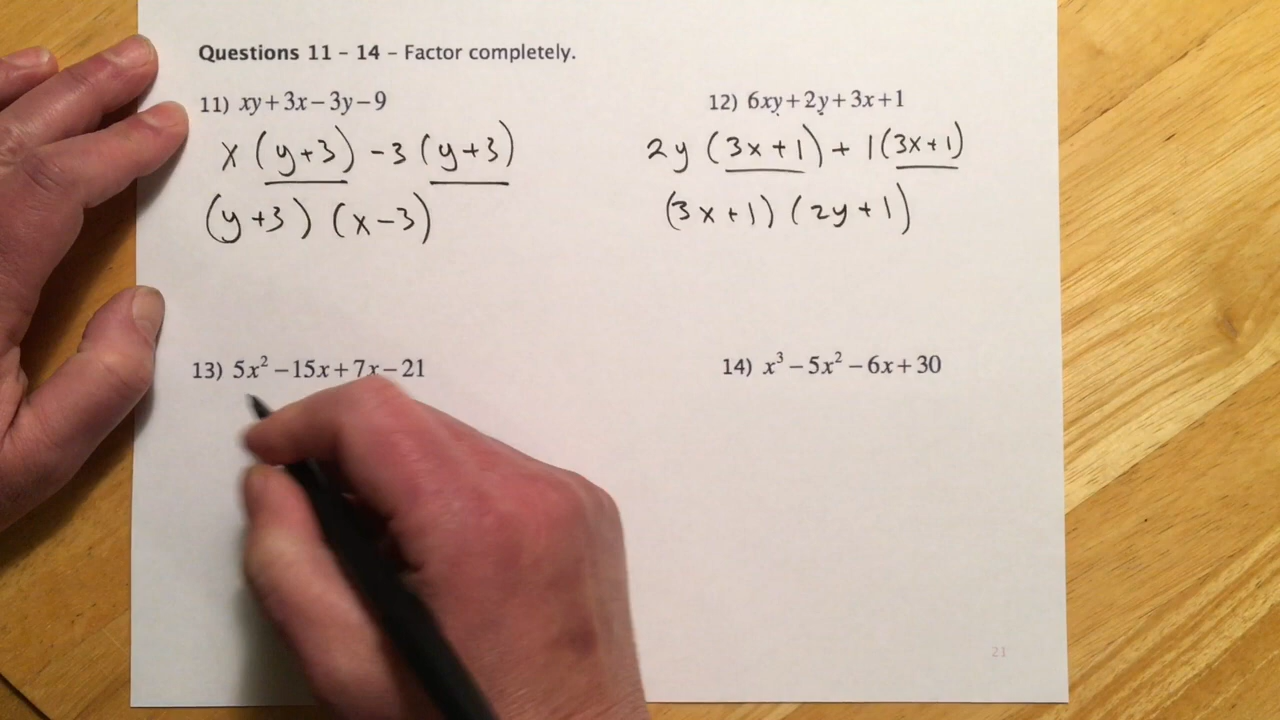 Questions 11 – 14 – Factor completely.
11) xy+3x−3y−9
x (y+3) -3 (y+3)
(y+3) (x-3)
12) 6xy+2y+3x+1
2y (3x+1) + 1(3x+1)
(3x+1) (2y+1)
13) 5x² −15x+7x−21
14) x³ −5x² −6x+30
21